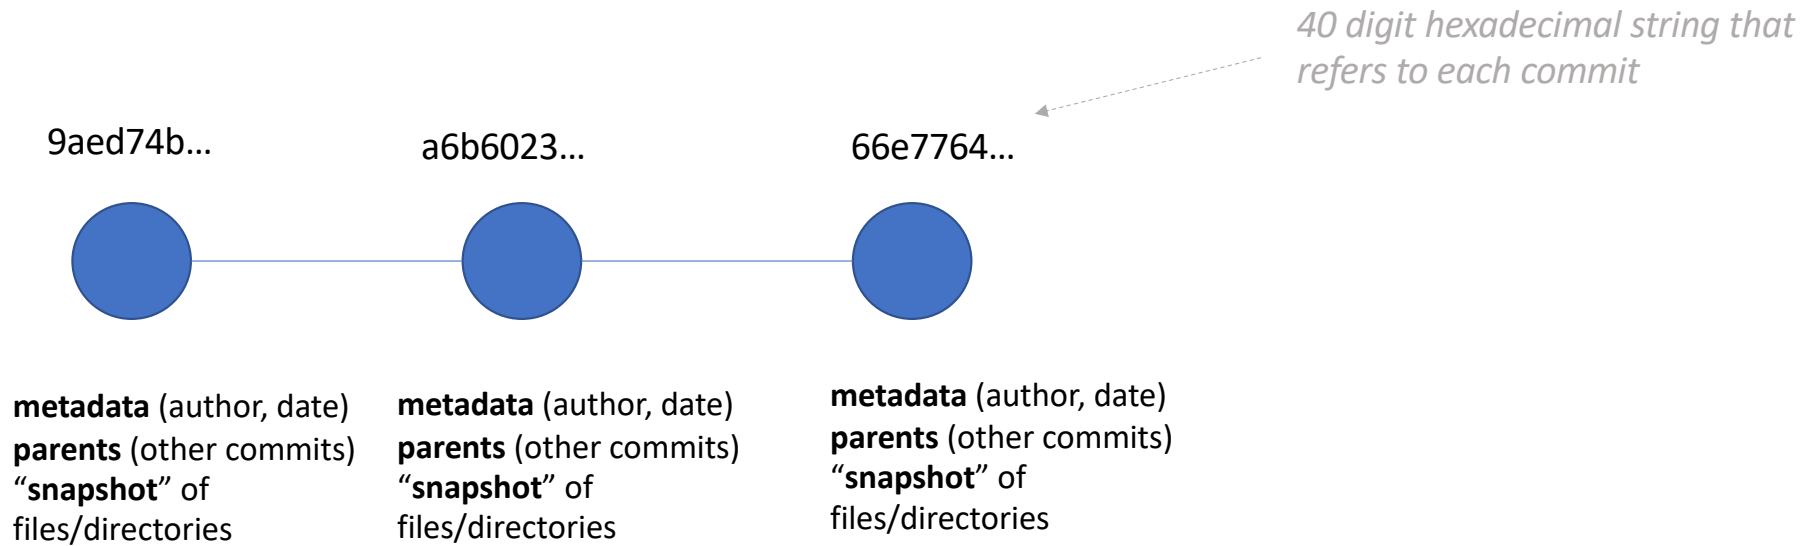 40 digit hexadecimal string that
refers to each commit
9aed74b...
a6b6023...
66e7764...
metadata (author, date)
parents (other commits)
“snapshot” of
files/directories
metadata (author, date)
parents (other commits)
“snapshot” of
files/directories
metadata (author, date)
parents (other commits)
“snapshot” of
files/directories